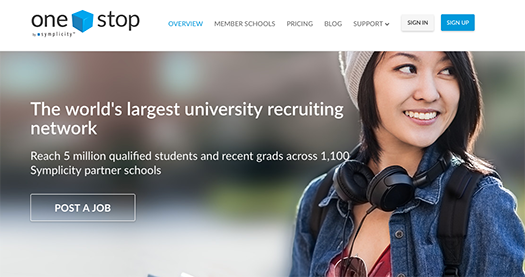 one stop
by symplicity
OVERVIEW MEMBER SCHOOLS PRICING BLOG SUPPORT SIGN IN SIGN UP
The world's largest university recruiting
network
Reach 5 million qualified students and recent grads across 1,100
Symplicity partner schools
POST A JOB